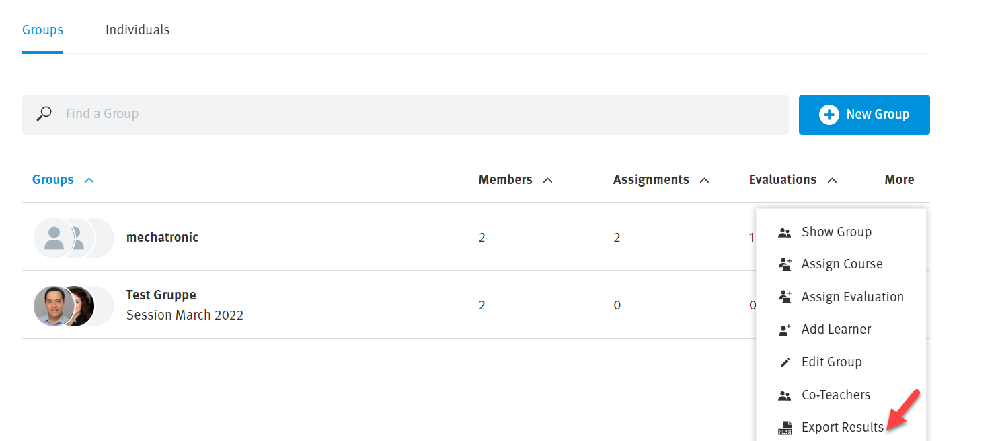 Groups Individuals
Find a Group
New Group
Groups Members Assignments Evaluations More
mechatronic 2 2 1
Test Gruppe
Session March 2022
2 0 0
Show Group
Assign Course
Assign Evaluation
Add Learner
Edit Group
Co-Teachers
XLSX Export Results